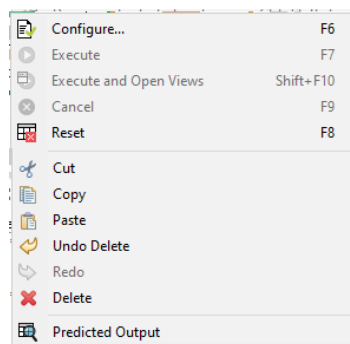 Configure... F6
Execute F7
Execute and Open Views Shift+F10
Cancel F9
Reset F8
Cut
Copy
Paste
Undo Delete
Redo
Delete
Predicted Output